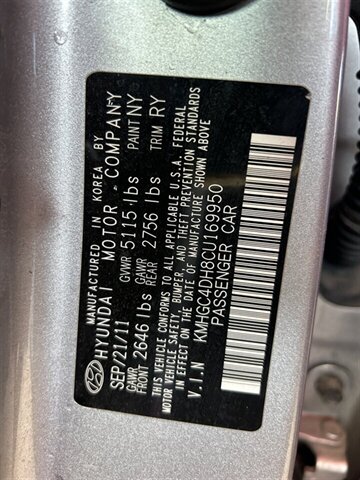 MANUFACTURED IN KOREA BY
HYUNDAI MOTOR COMPANY
SEP/21/11 GVWR 5115 lbs PAINT NY
GAWR FRONT 2646 lbs GAWR REAR 2756 lbs TRIM RY
THIS VEHICLE CONFORMS TO ALL APPLICABLE U.S.A. FEDERAL
MOTOR VEHICLE SAFETY, BUMPER, AND THEFT PREVENTION STANDARDS
IN EFFECT ON THE DATE OF MANUFACTURE SHOWN ABOVE
V.I.N KMHGC4DH8CU169950
PASSENGER CAR